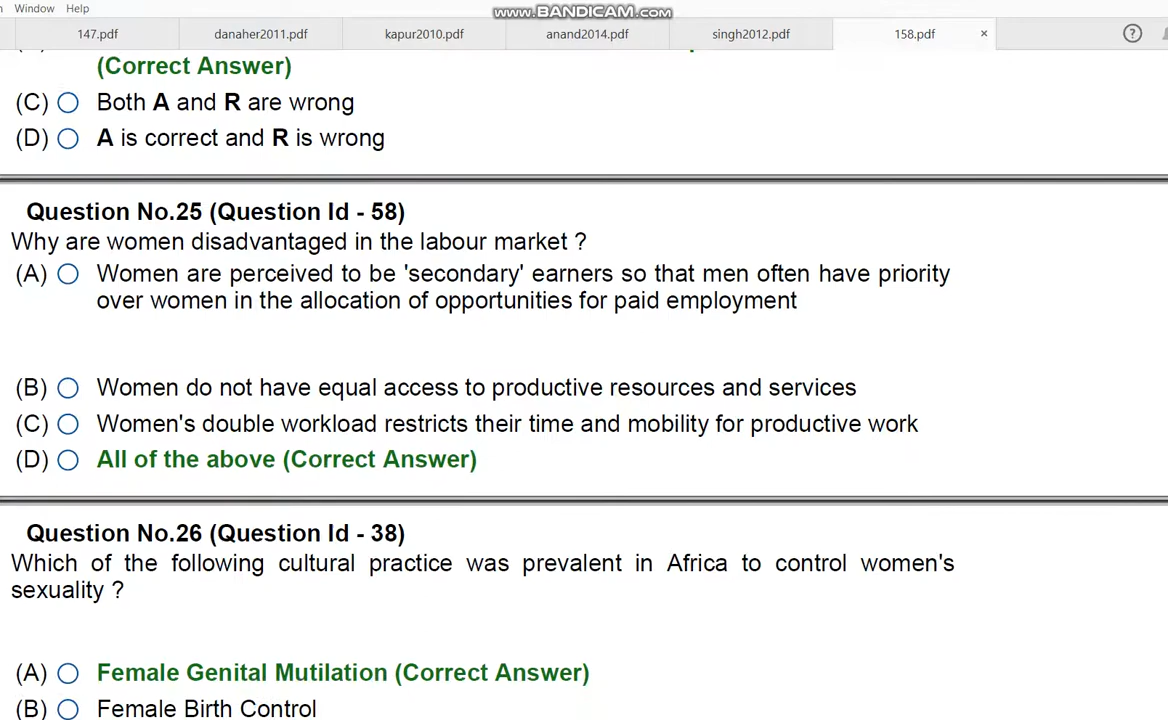 Window Help
www.BANDICAM.com
147.pdf danaher2011.pdf kapur2010.pdf anand2014.pdf singh2012.pdf 158.pdf × ?
(Correct Answer)
(C) Both A and R are wrong
(D) A is correct and R is wrong
Question No.25 (Question Id - 58)
Why are women disadvantaged in the labour market ?
(A) Women are perceived to be 'secondary' earners so that men often have priority
over women in the allocation of opportunities for paid employment
(B) Women do not have equal access to productive resources and services
(C) Women's double workload restricts their time and mobility for productive work
(D) All of the above (Correct Answer)
Question No.26 (Question Id - 38)
Which of the following cultural practice was prevalent in Africa to control women's
sexuality ?
(A) Female Genital Mutilation (Correct Answer)
(B) Female Birth Control